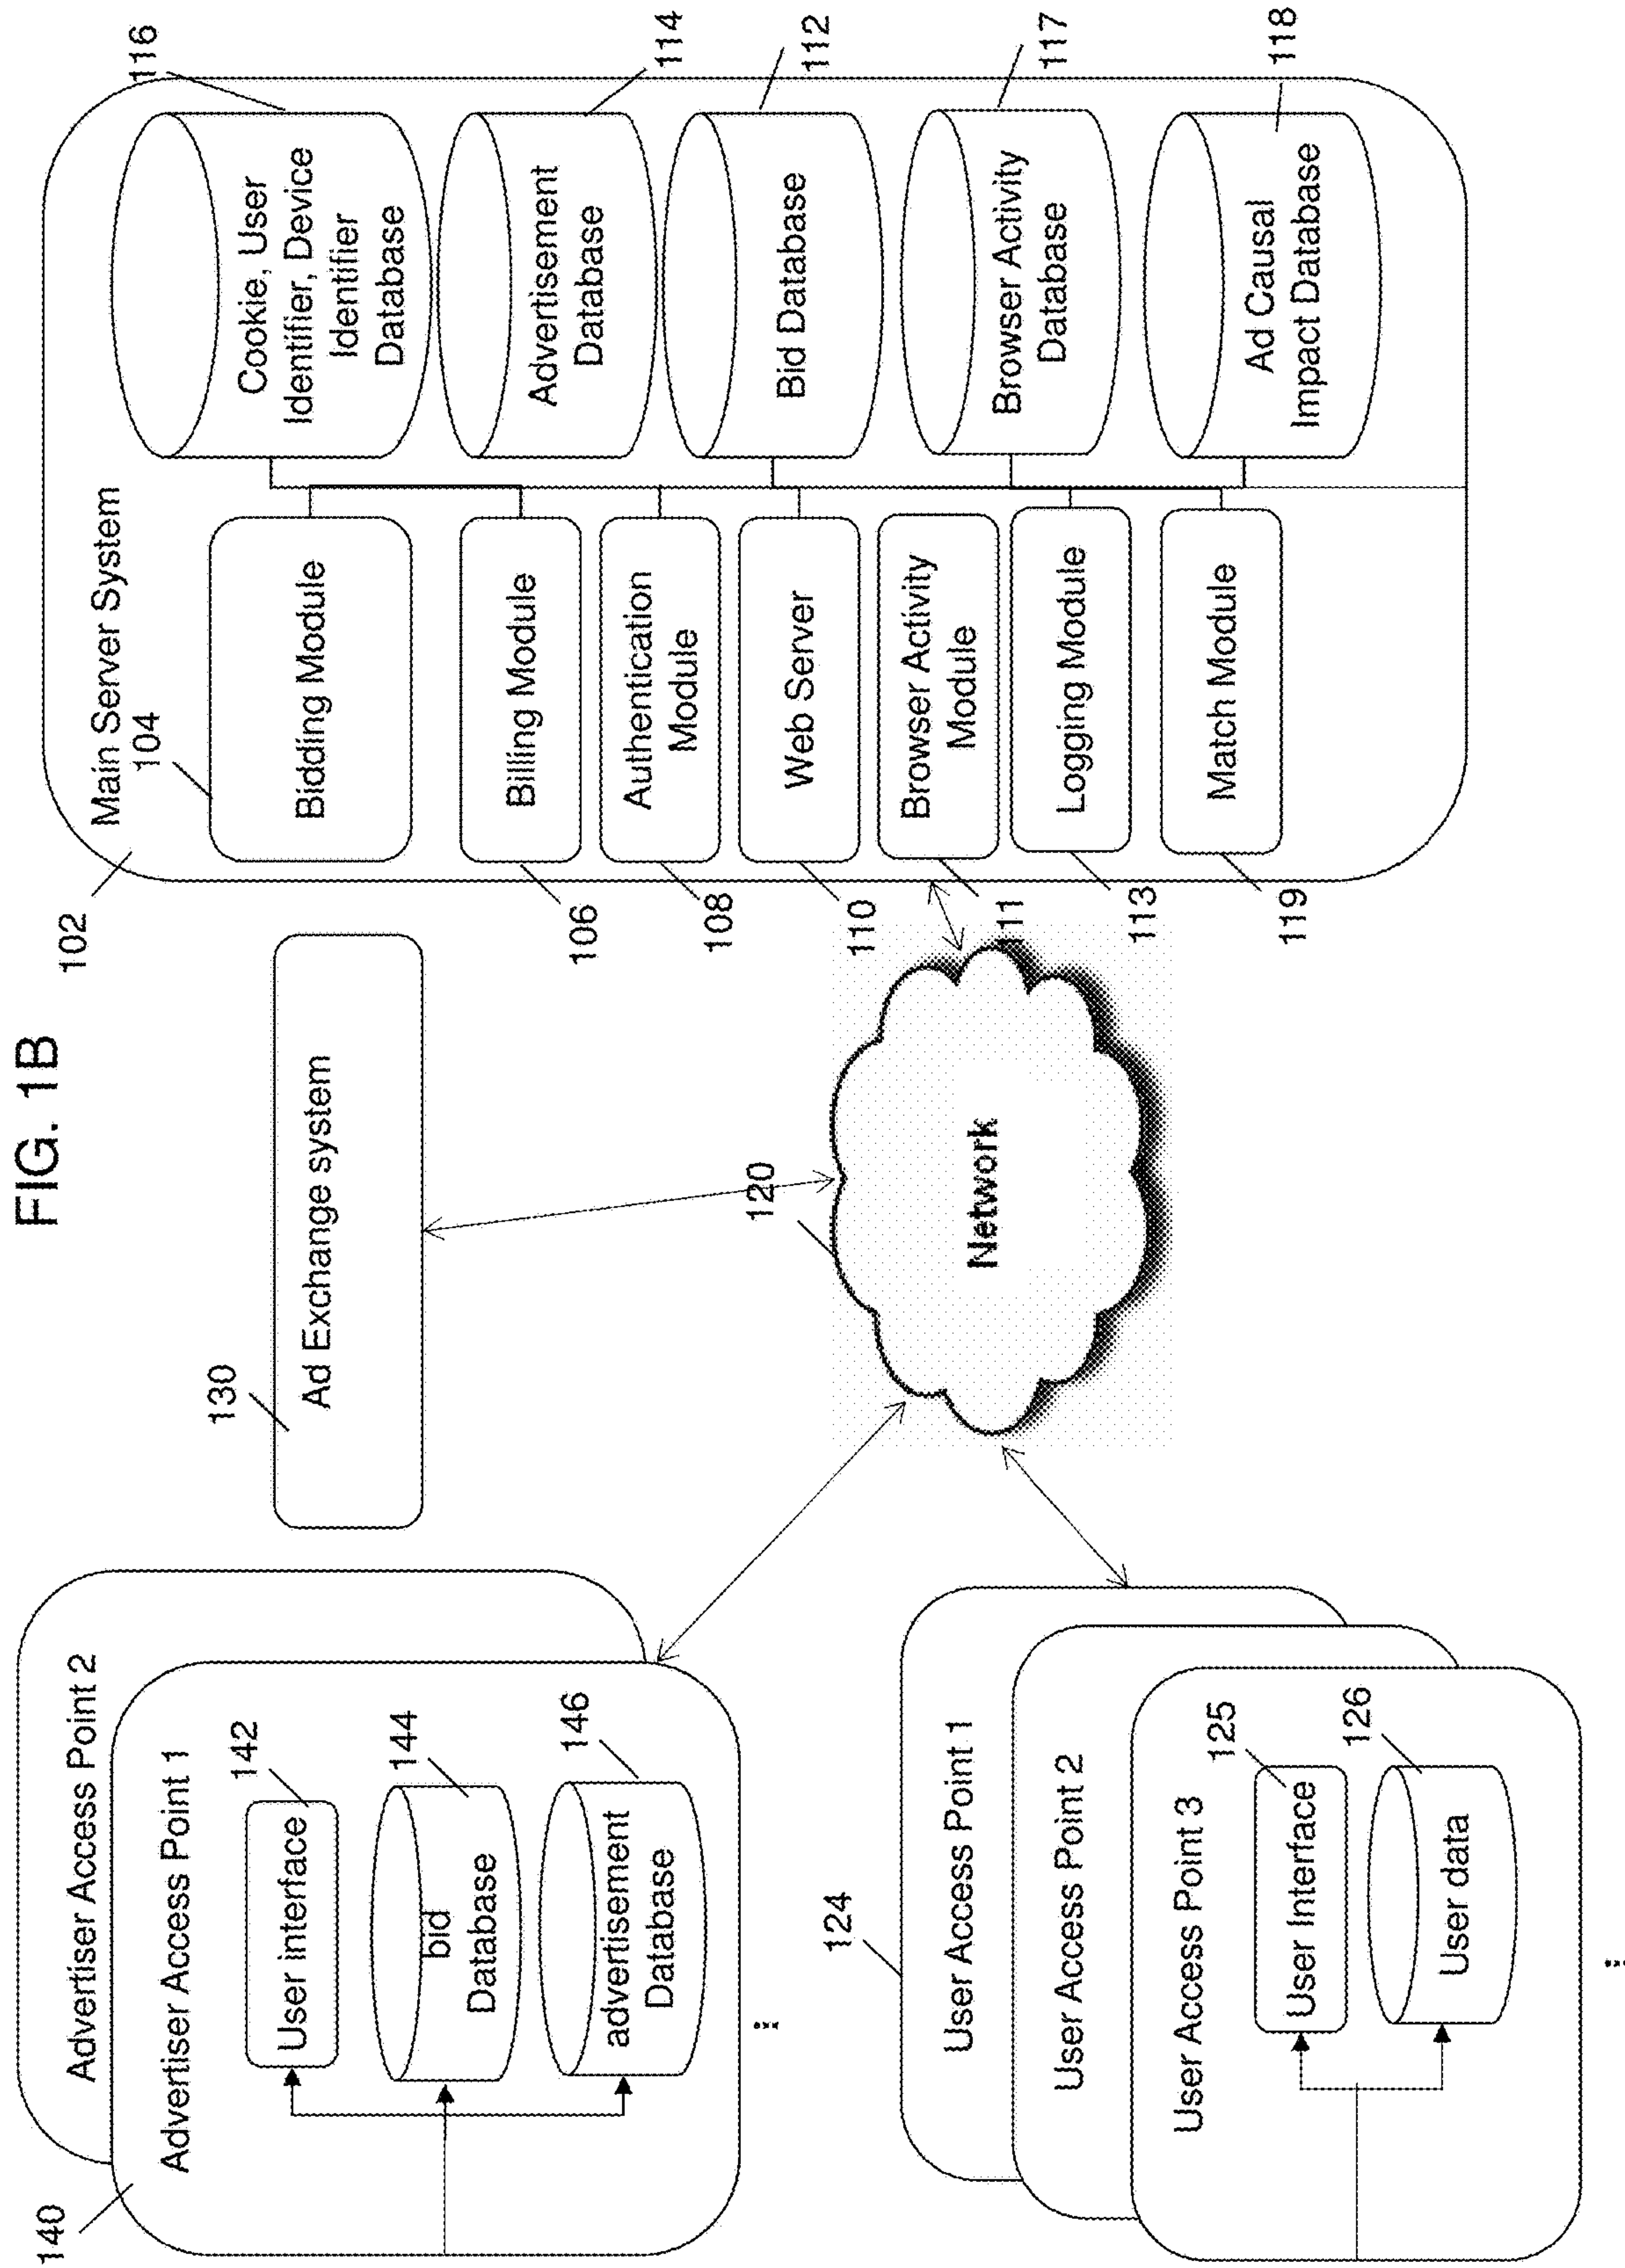 FIG. 1B
140
Advertiser Access Point 2
Advertiser Access Point 1
User interface
142
bid
Database
144
advertisement
Database
146
130
Ad Exchange system
120
Network
124
User Access Point 1
User Access Point 2
User Access Point 3
User Interface
125
User data
126
102
Main Server System
104
Bidding Module
106
Billing Module
108
Authentication
Module
110
Web Server
111
Browser Activity
Module
113
Logging Module
119
Match Module
116
Cookie, User
Identifier, Device
Identifier
Database
114
Advertisement
Database
112
Bid Database
117
Browser Activity
Database
118
Ad Causal
Impact Database